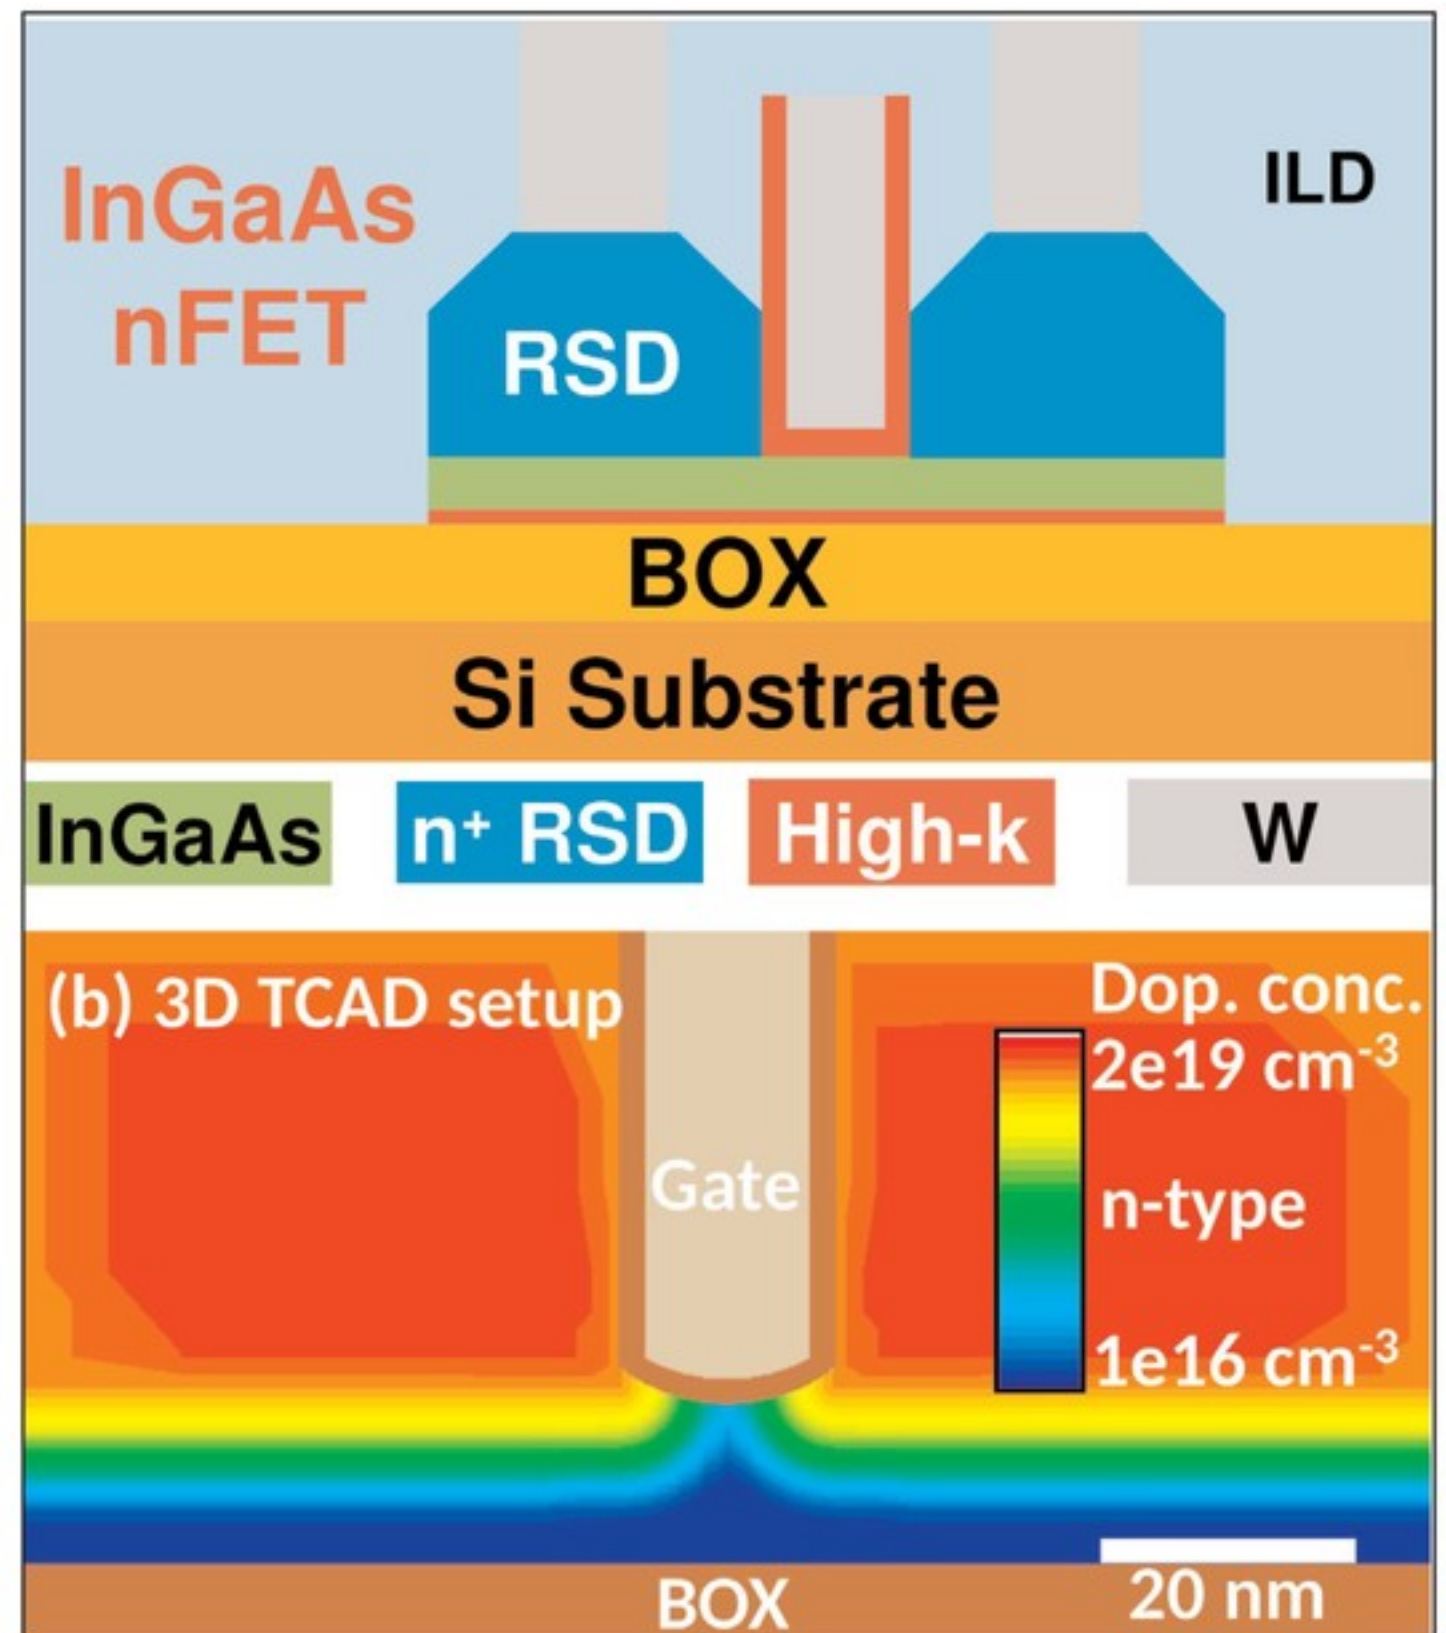 InGaAs
nFET
ILD
RSD
BOX
Si Substrate
InGaAs
n⁺ RSD
High-k
W
(b) 3D TCAD setup
Dop. conc.
2e19 cm⁻³
Gate
n-type
1e16 cm⁻³
BOX
20 nm